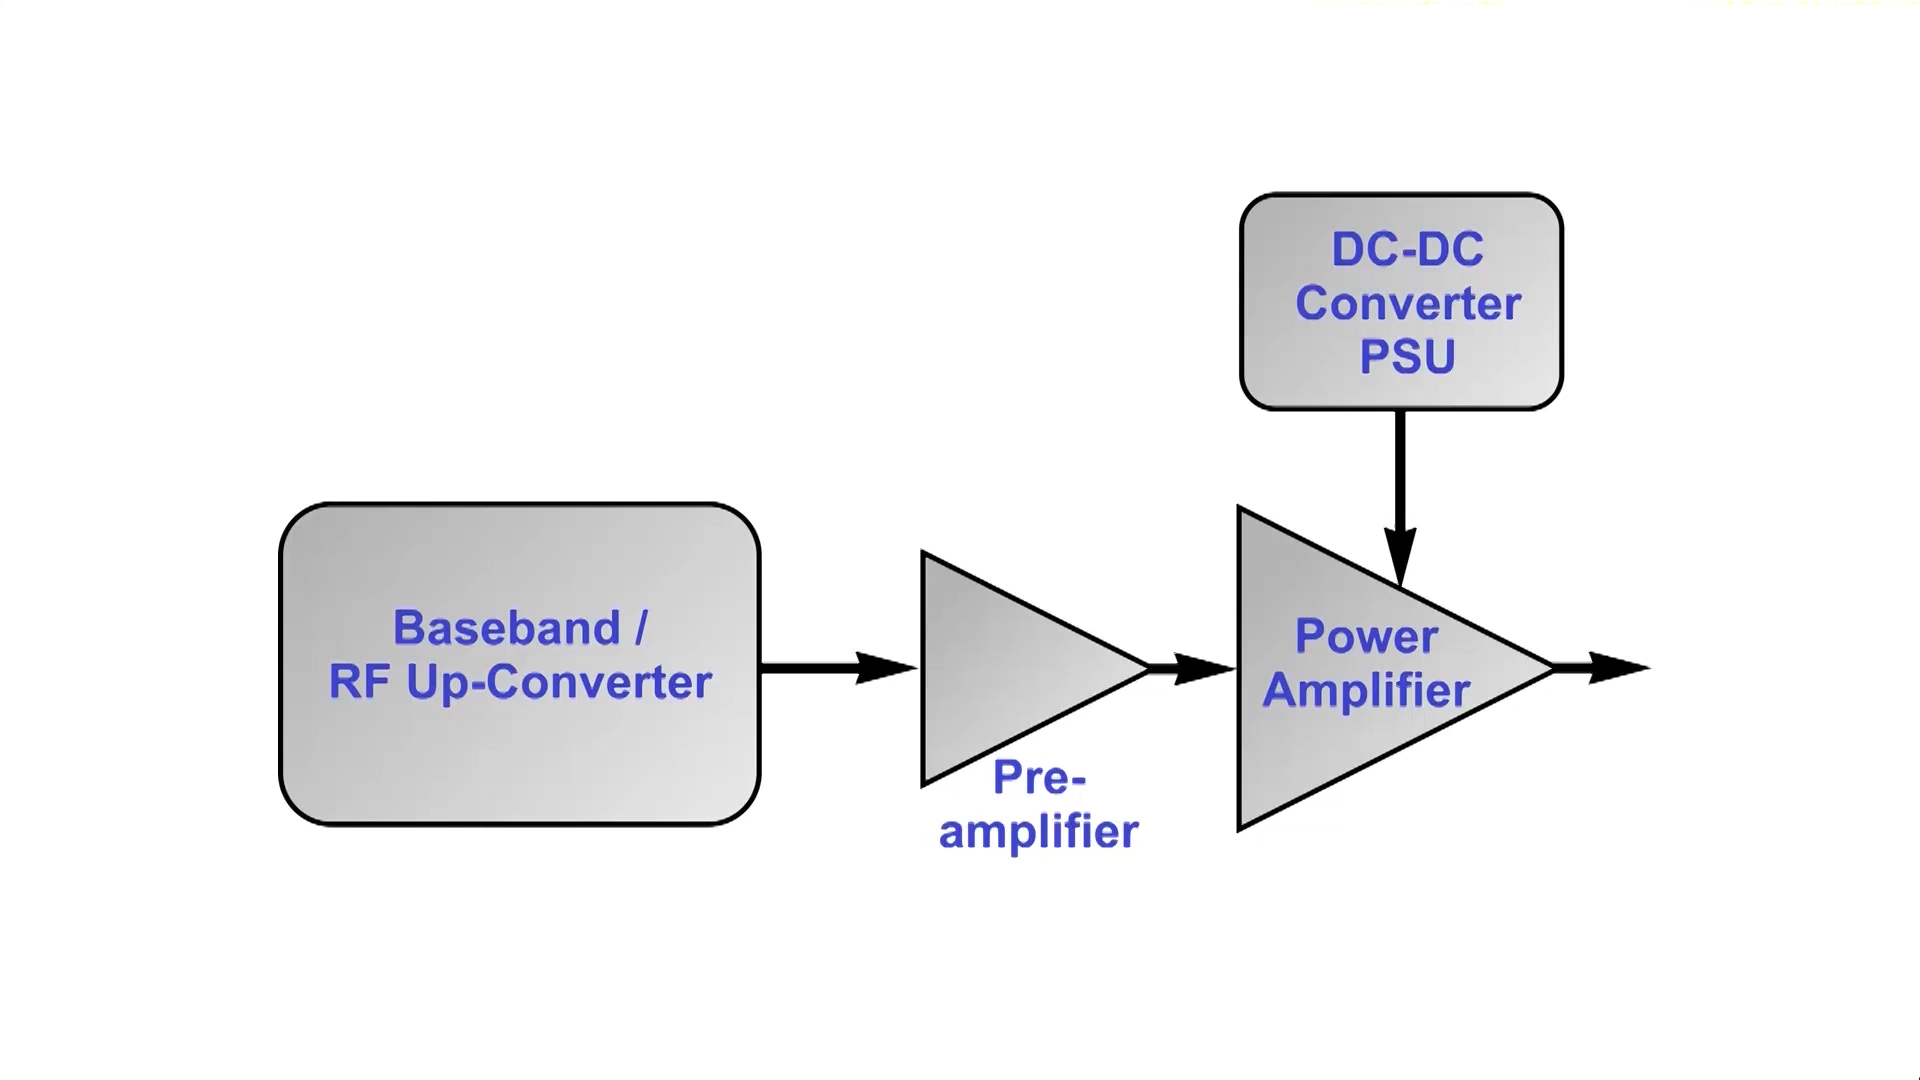 DC-DC
Converter
PSU
Baseband /
RF Up-Converter
Power
Amplifier
Pre-
amplifier